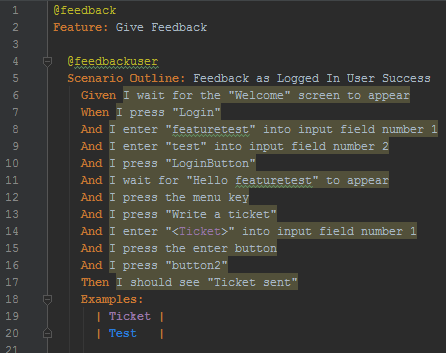 1 @feedback
2 Feature: Give Feedback
3
4 @feedbackuser
5 Scenario Outline: Feedback as Logged In User Success
6 Given I wait for the "Welcome" screen to appear
7 When I press "Login"
8 And I enter "featuretest" into input field number 1
9 And I enter "test" into input field number 2
10 And I press "LoginButton"
11 And I wait for "Hello featuretest" to appear
12 And I press the menu key
13 And I press "Write a ticket"
14 And I enter "<Ticket>" into input field number 1
15 And I press the enter button
16 And I press "button2"
17 Then I should see "Ticket sent"
18 Examples:
19 | Ticket |
20 | Test |
21